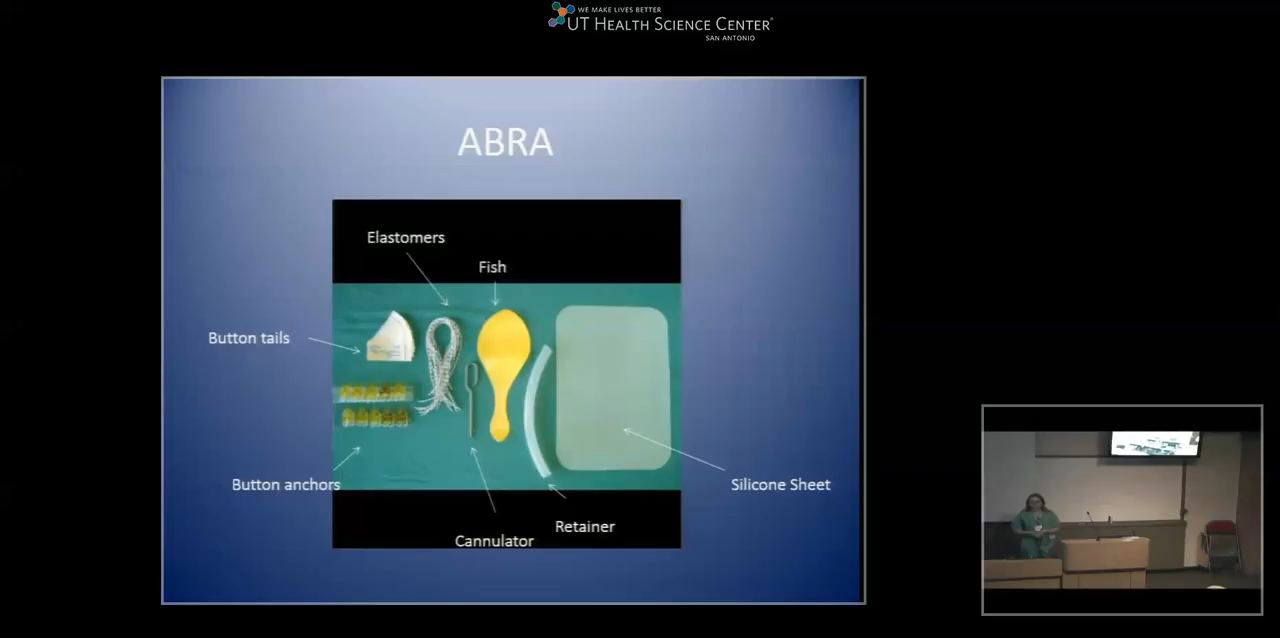 WE MAKE LIVES BETTER
UT HEALTH SCIENCE CENTER®
SAN ANTONIO
ABRA
Elastomers
Fish
Button tails
Button anchors
Silicone Sheet
Retainer
Cannulator